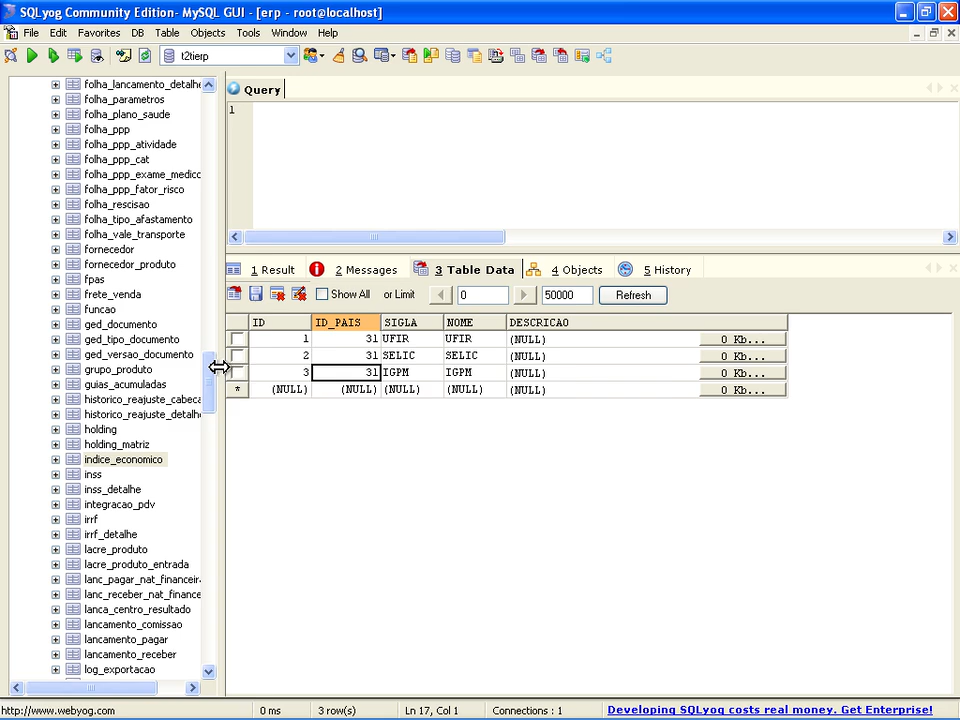 SQLyog Community Edition- MySQL GUI - [erp - root@localhost]
File Edit Favorites DB Table Objects Tools Window Help
t2tierp
folha_lancamento_detalhe
folha_parametros
folha_plano_saude
folha_ppp
folha_ppp_atividade
folha_ppp_cat
folha_ppp_exame_medico
folha_ppp_fator_risco
folha_rescisao
folha_tipo_afastamento
folha_vale_transporte
fornecedor
fornecedor_produto
fpas
frete_venda
funcao
ged_documento
ged_tipo_documento
ged_versao_documento
grupo_produto
guias_acumuladas
historico_reajuste_cabeca
historico_reajuste_detalh
holding
holding_matriz
indice_economico
inss
inss_detalhe
integracao_pdv
irrf
irrf_detalhe
lacre_produto
lacre_produto_entrada
lanc_pagar_nat_financeir
lanc_receber_nat_finance
lanca_centro_resultado
lancamento_comissao
lancamento_pagar
lancamento_receber
log_exportacao
Query
1
1 Result 2 Messages 3 Table Data 4 Objects 5 History
Show All or Limit 0 50000 Refresh
ID ID_PAIS SIGLA NOME DESCRICAO
1 31 UFIR UFIR (NULL) 0 Kb...
2 31 SELIC SELIC (NULL) 0 Kb...
3 31 IGPM IGPM (NULL) 0 Kb...
* (NULL) (NULL) (NULL) (NULL) (NULL) 0 Kb...
http://www.webyog.com 0 ms 3 row(s) Ln 17, Col 1 Connections : 1 Developing SQLyog costs real money. Get Enterprise!